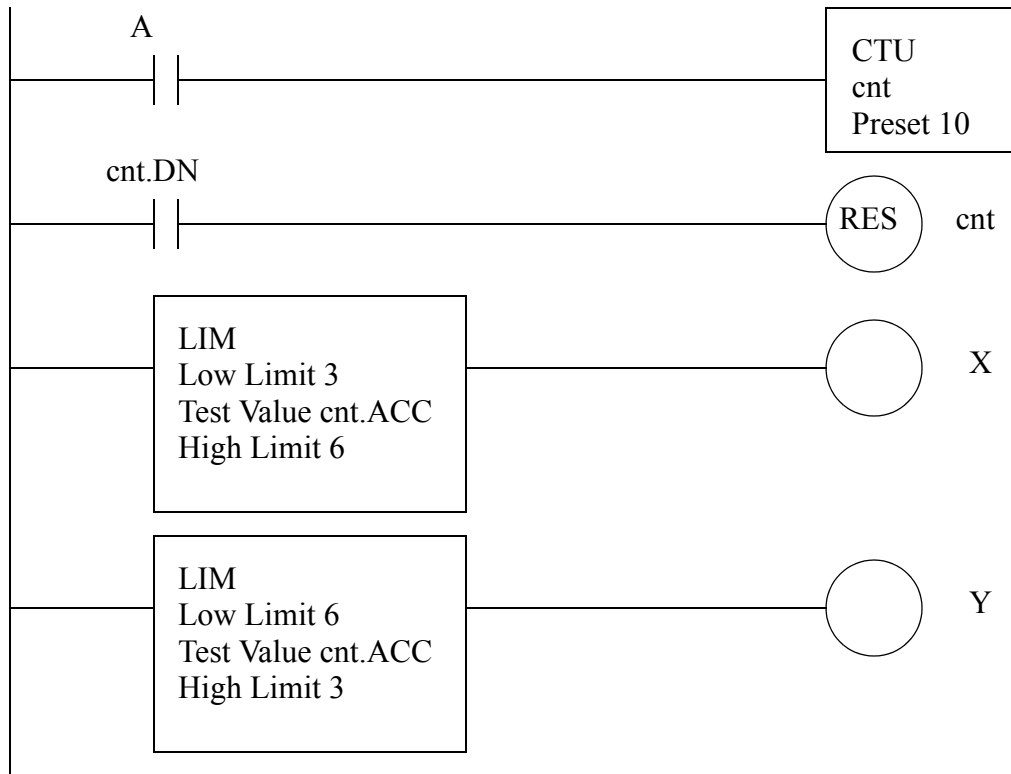 A
CTU
cnt
Preset 10
cnt.DN
RES
cnt
LIM
Low Limit 3
Test Value cnt.ACC
High Limit 6
X
LIM
Low Limit 6
Test Value cnt.ACC
High Limit 3
Y